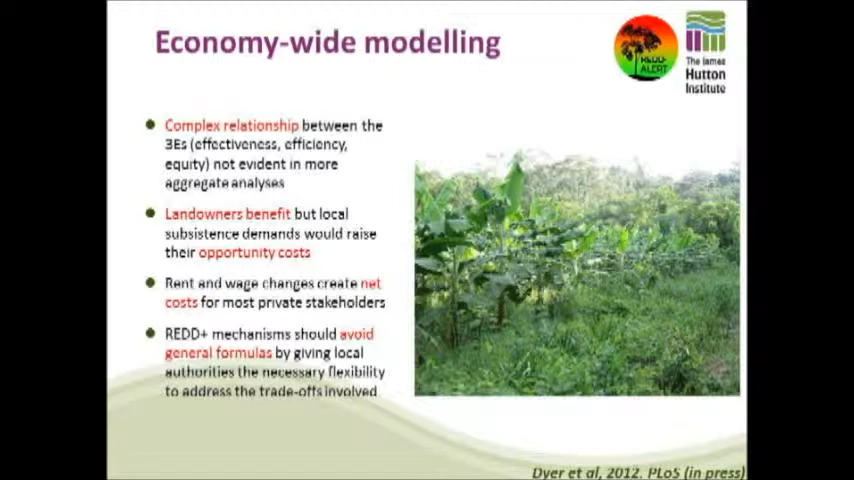 Economy-wide modelling
REDD-
ALERT
The James
Hutton
Institute
Complex relationship between the
3Es (effectiveness, efficiency,
equity) not evident in more
aggregate analyses
Landowners benefit but local
subsistence demands would raise
their opportunity costs
Rent and wage changes create net
costs for most private stakeholders
REDD+ mechanisms should avoid
general formulas by giving local
authorities the necessary flexibility
to address the trade-offs involved
Dyer et al, 2012. PLoS (in press)